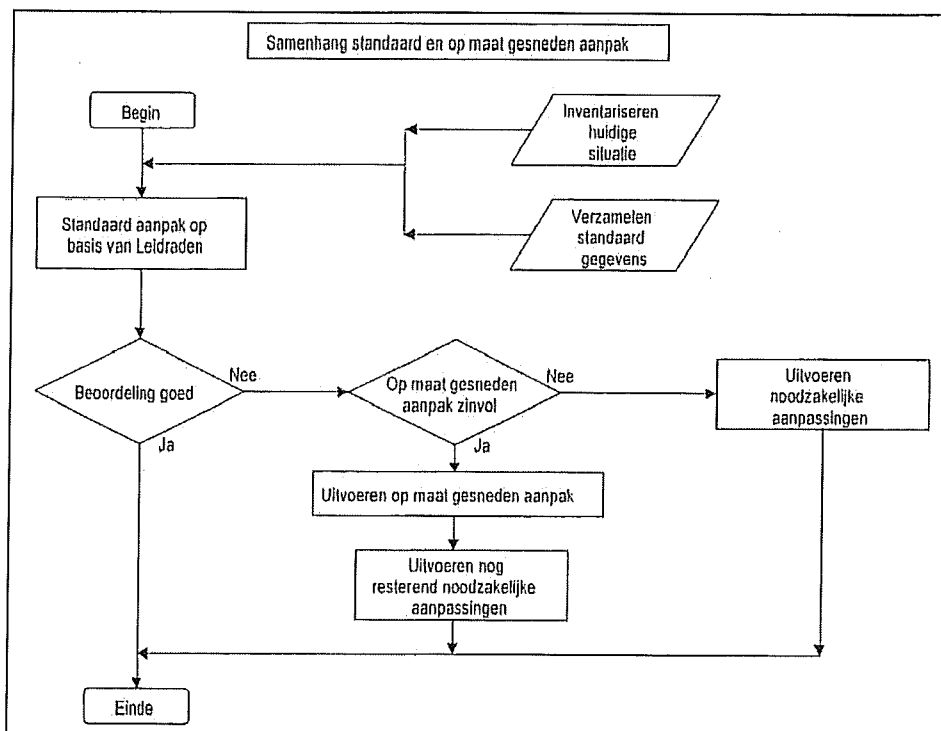 Samenhang standaard en op maat gesneden aanpak
Begin
Inventariseren
huidige
situatie
Standaard aanpak op
basis van Leidraden
Verzamelen
standaard
gegevens
Beoordeling goed
Nee
Op maat gesneden
aanpak zinvol
Nee
Uitvoeren
noodzakelijke
aanpassingen
Ja
Ja
Uitvoeren op maat gesneden aanpak
Uitvoeren nog
resterend noodzakelijke
aanpassingen
Einde